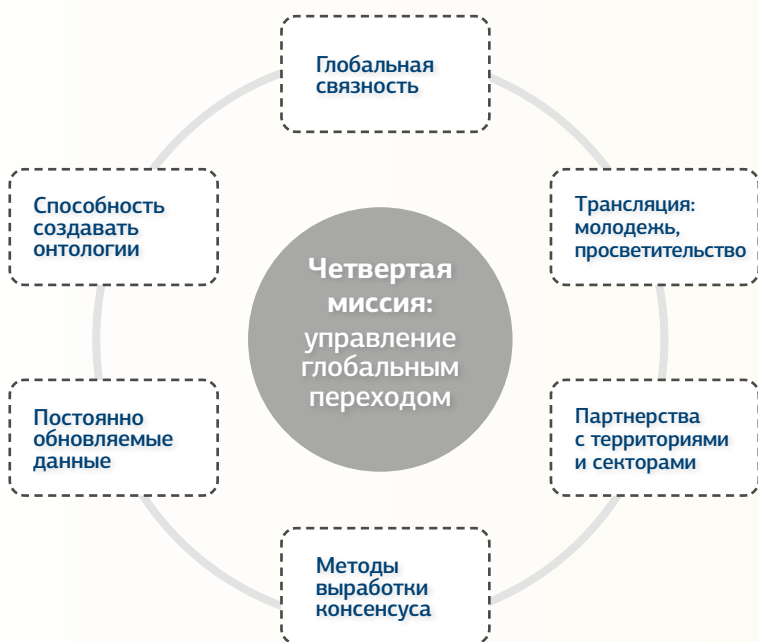 Глобальная
связность
Способность
создавать
онтологии
Трансляция:
молодежь,
просветительство
Четвертая
миссия:
управление
глобальным
переходом
Постоянно
обновляемые
данные
Партнерства
с территориями
и секторами
Методы
выработки
консенсуса